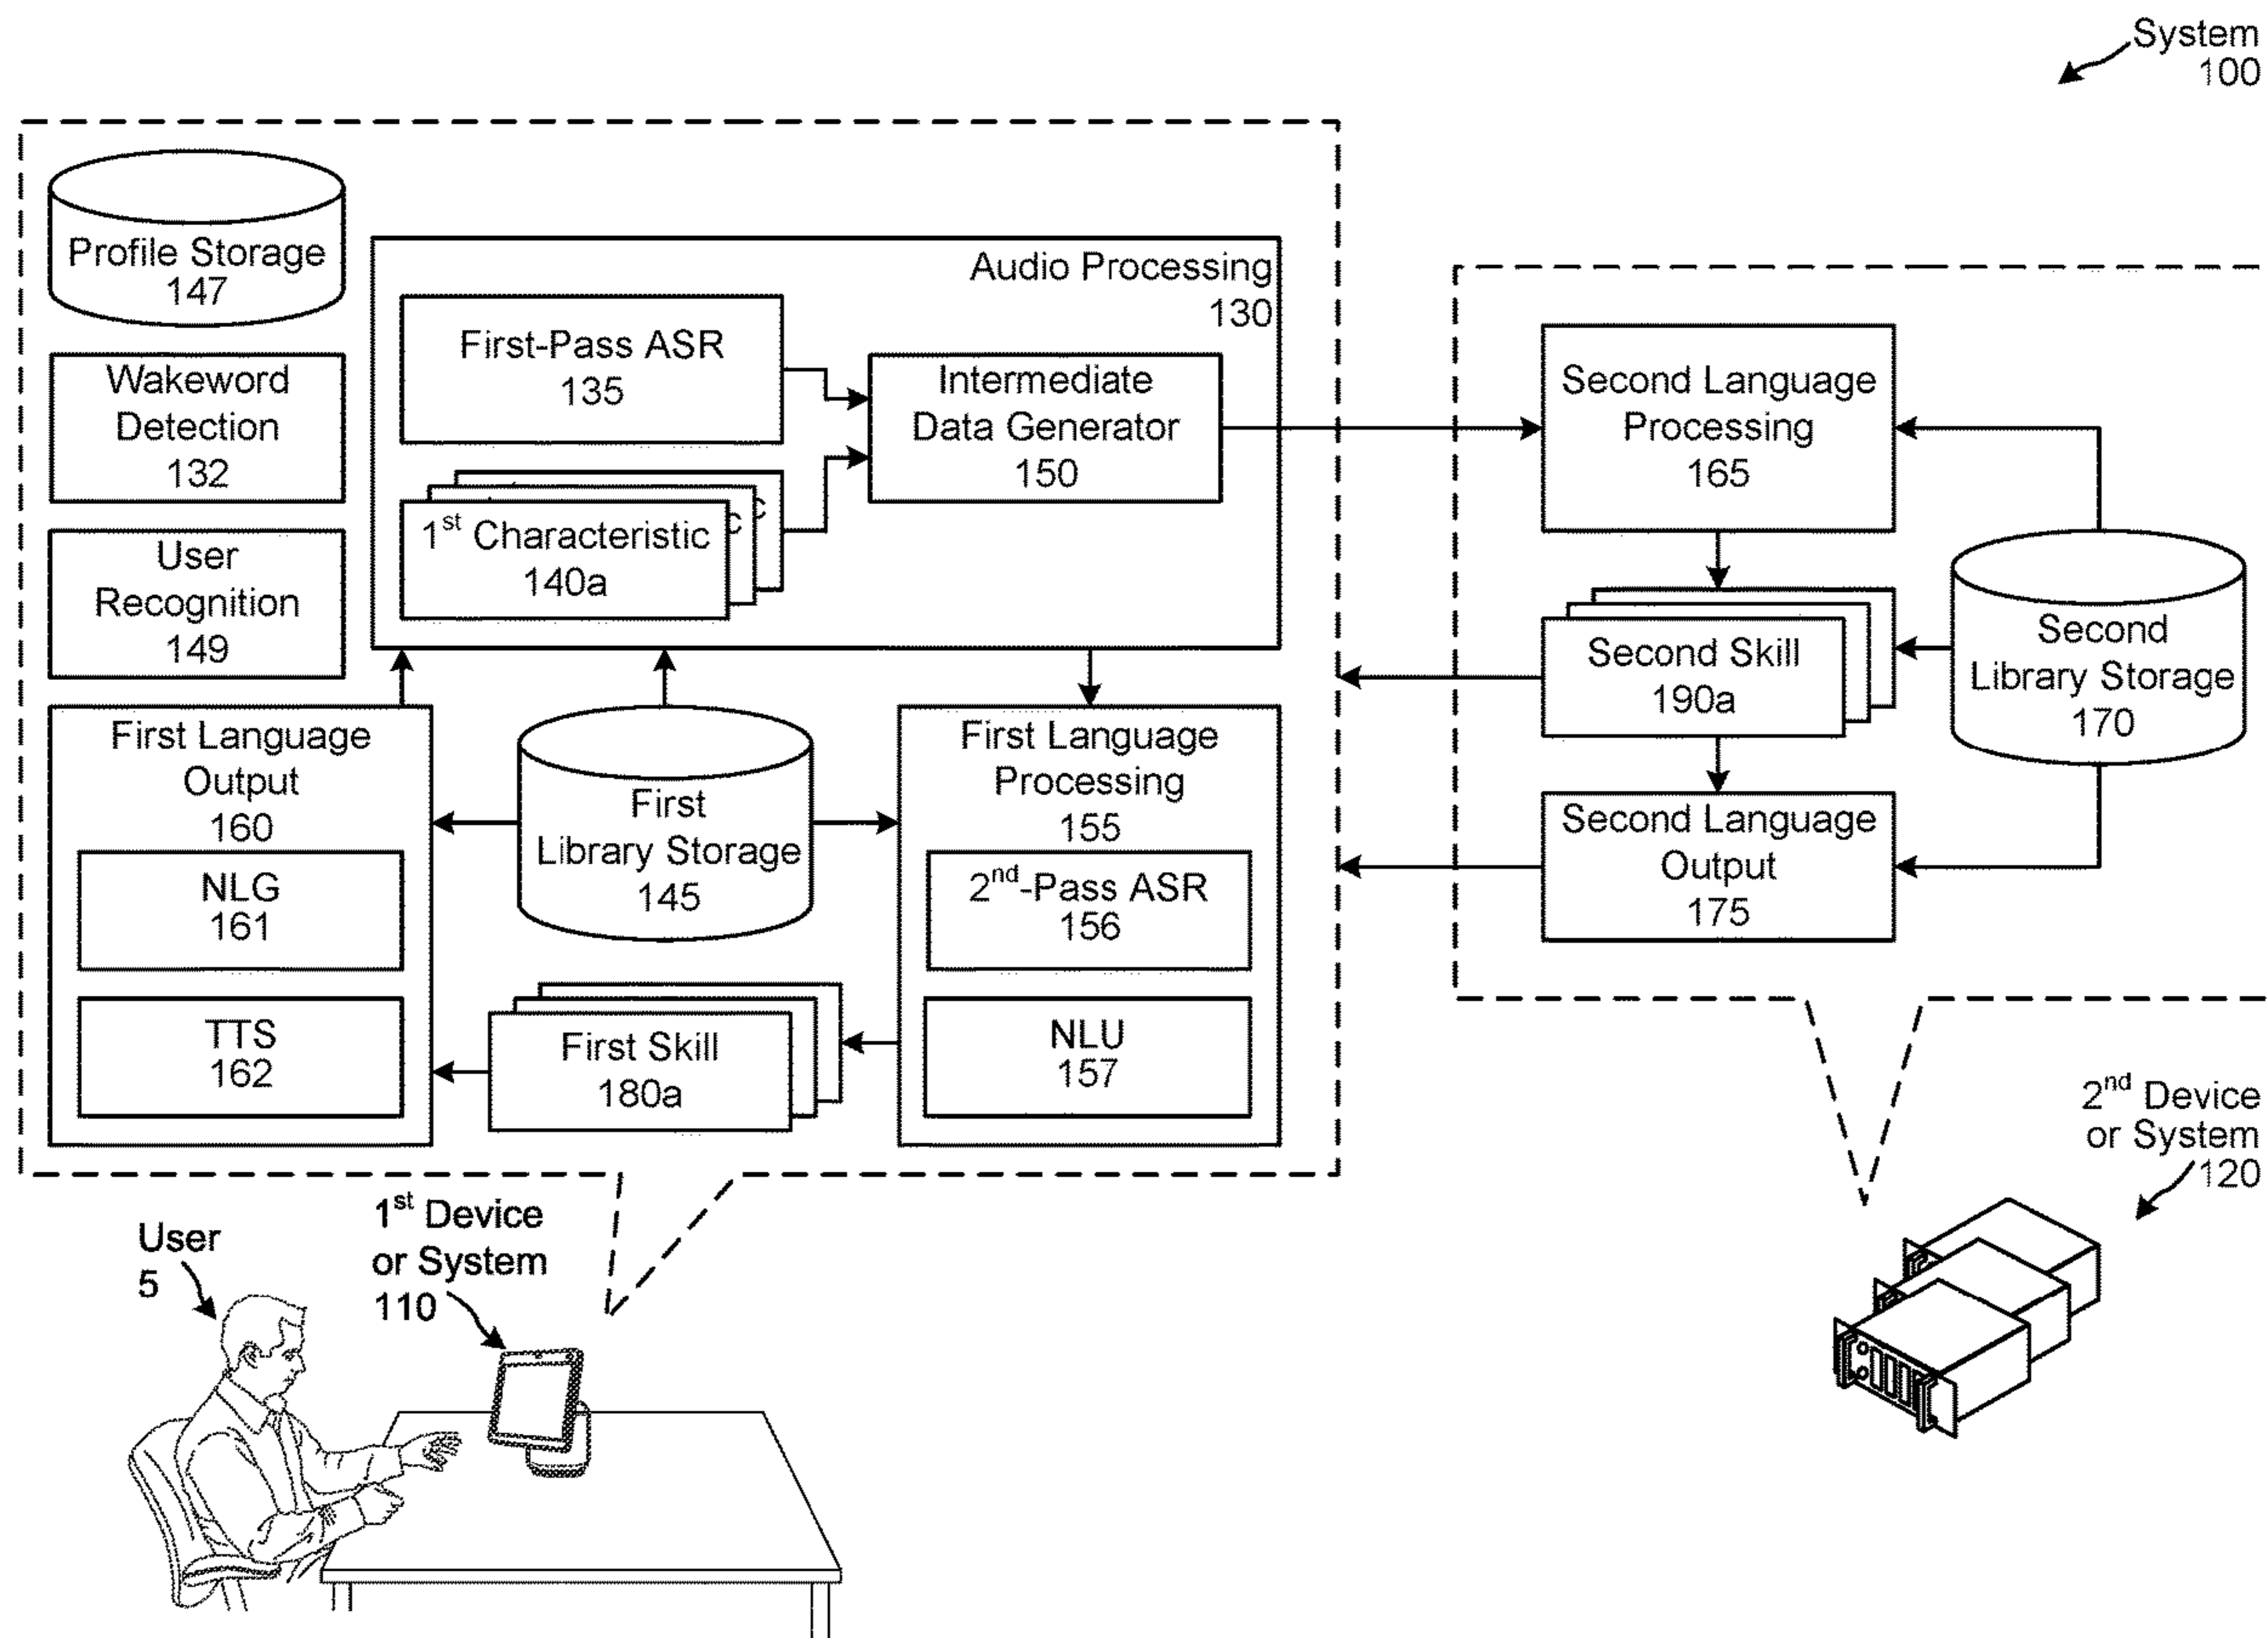 System
100
Profile Storage
147
Wakeword
Detection
132
User
Recognition
149
Audio Processing
130
First-Pass ASR
135
1st Characteristic
140a
c
c
Intermediate
Data Generator
150
First Language
Output
160
NLG
161
TTS
162
First
Library Storage
145
First Skill
180a
First Language
Processing
155
2nd-Pass ASR
156
NLU
157
Second Language
Processing
165
Second Skill
190a
Second Language
Output
175
Second
Library Storage
170
User
5
1st Device
or System
110
2nd Device
or System
120